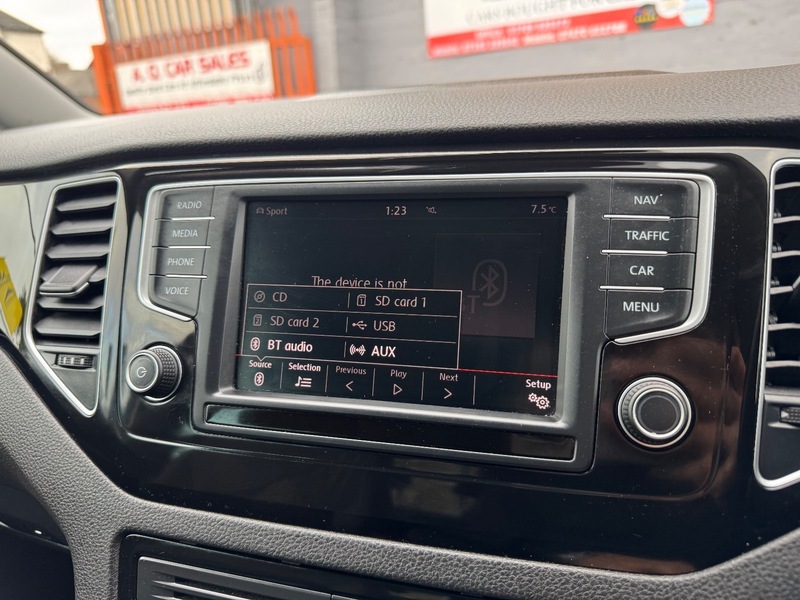 A Q CAR SALES
RADIO
MEDIA
PHONE
VOICE
Sport 1:23 7.5°C
The device is not
CD SD card 1
SD card 2 USB
BT audio AUX
Source Selection Previous Play Next Setup
NAV
TRAFFIC
CAR
MENU